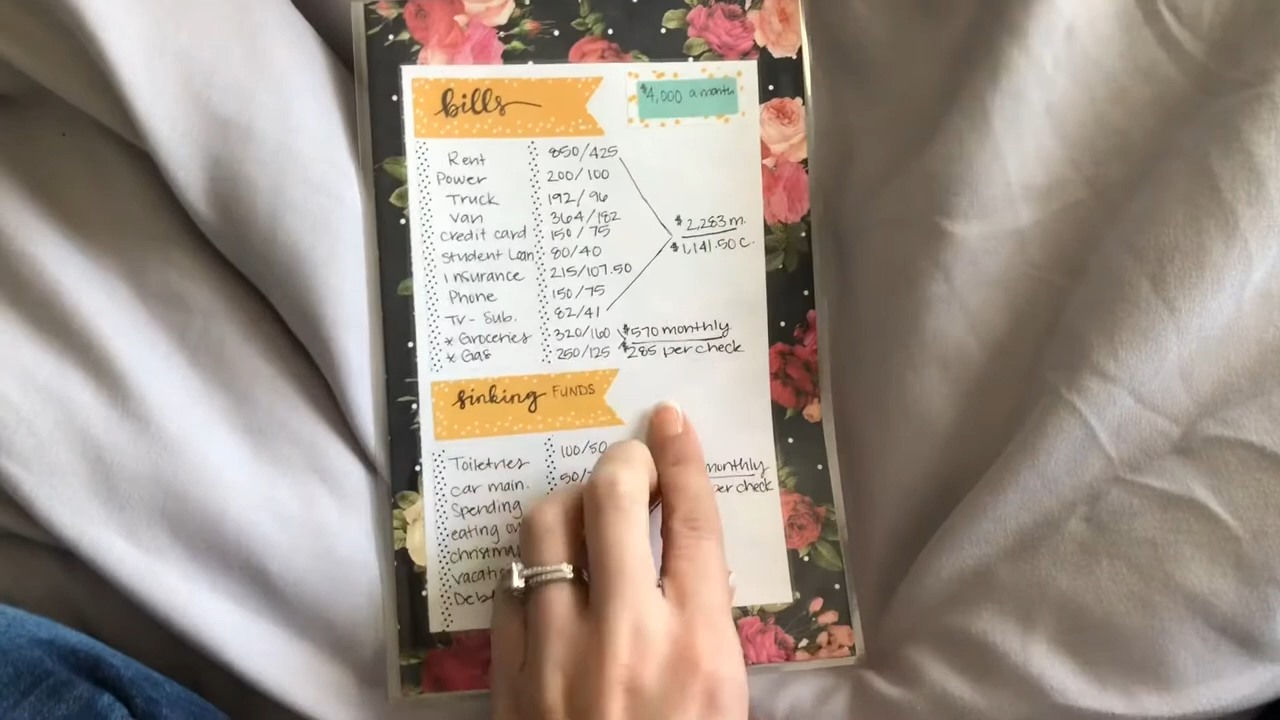 bills
$4,000 a month
Rent 850/425
Power 200/100
Truck 192/96
Van 364/182
credit card 150/75
Student Loan 80/40
Insurance 215/107.50
Phone 150/75
TV-Sub. 82/41
$2,283 m.
$1,141.50 c.
* Groceries 320/160
* Gas 250/125
$570 monthly
$285 per check
sinking FUNDS
Toiletries 100/50
car main. 50/
Spending
eating
monthly
per check